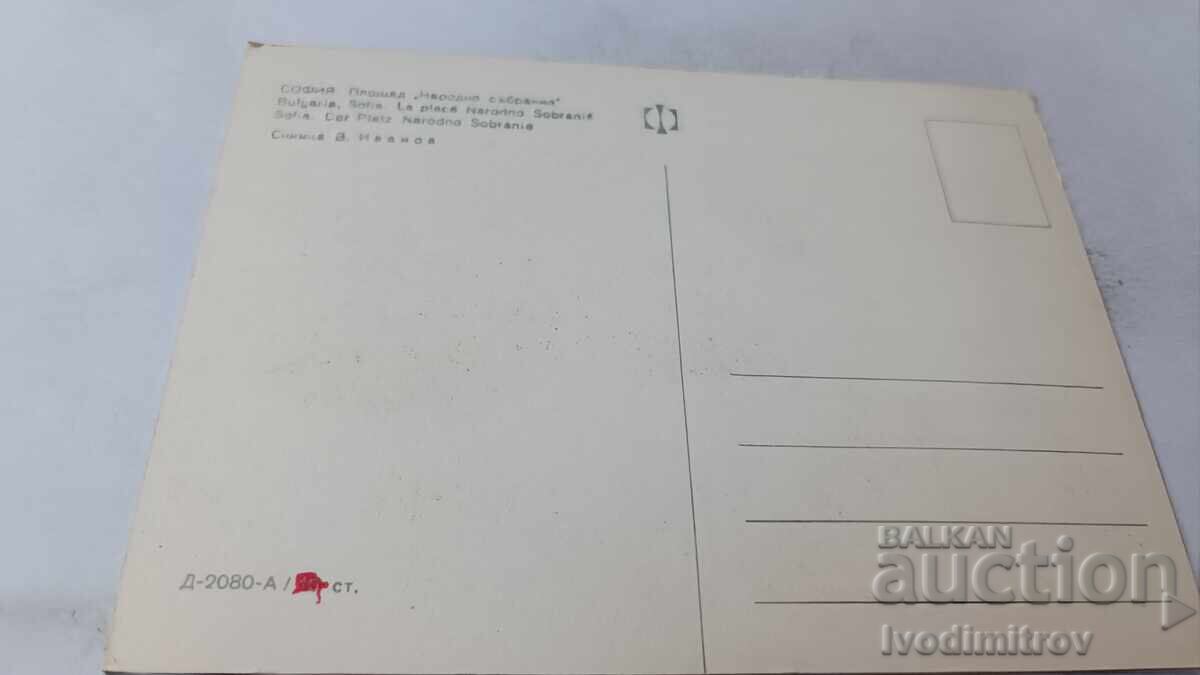 СОФИЯ. Площад „Народно събрание"
Bulgaria, Sofia. La place Narodno Sobranie
Sofia. Der Platz Narodno Sobranie
Снимка В. Иванов
Д-2080-А / ст.
BALKAN
auction
Ivodimitrov